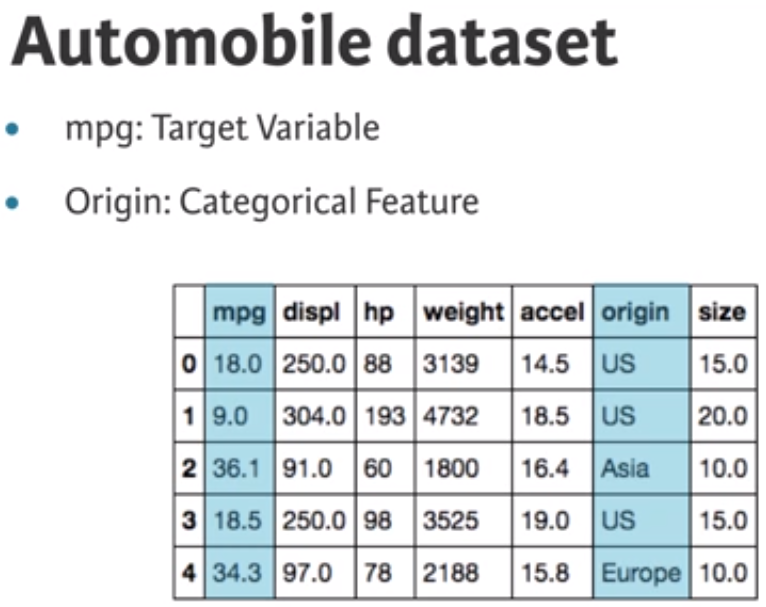 Automobile dataset
• mpg: Target Variable
• Origin: Categorical Feature
mpg displ hp weight accel origin size
0 18.0 250.0 88 3139 14.5 US 15.0
1 9.0 304.0 193 4732 18.5 US 20.0
2 36.1 91.0 60 1800 16.4 Asia 10.0
3 18.5 250.0 98 3525 19.0 US 15.0
4 34.3 97.0 78 2188 15.8 Europe 10.0